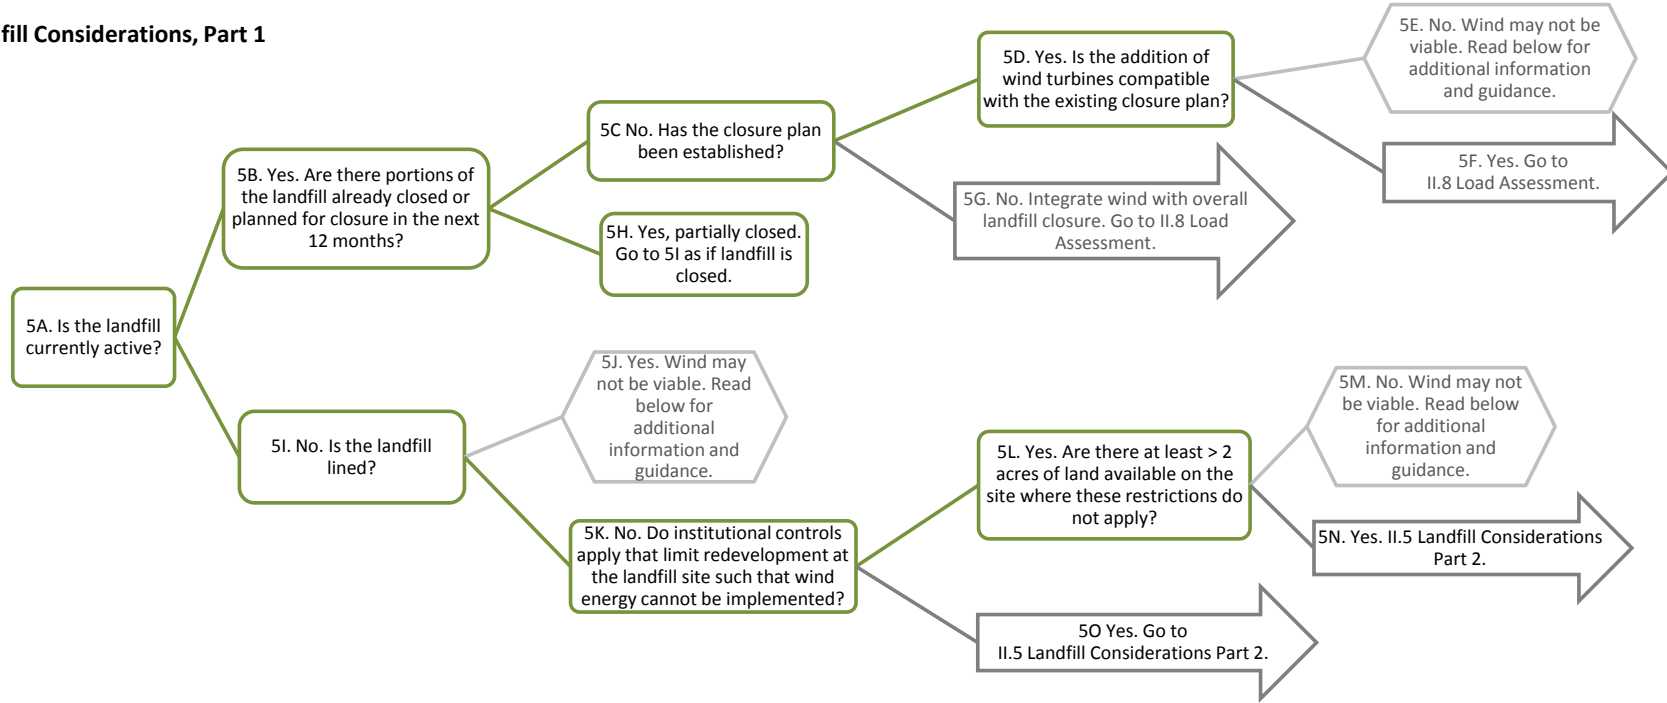 fill Considerations, Part 1
5A. Is the landfill
currently active?
5B. Yes. Are there portions of
the landfill already closed or
planned for closure in the next
12 months?
5C No. Has the closure plan
been established?
5D. Yes. Is the addition of
wind turbines compatible
with the existing closure plan?
5E. No. Wind may not be
viable. Read below for
additional information
and guidance.
5F. Yes. Go to
II.8 Load Assessment.
5G. No. Integrate wind with overall
landfill closure. Go to II.8 Load
Assessment.
5H. Yes, partially closed.
Go to 5I as if landfill is
closed.
5I. No. Is the landfill
lined?
5J. Yes. Wind may
not be viable. Read
below for
additional
information and
guidance.
5K. No. Do institutional controls
apply that limit redevelopment at
the landfill site such that wind
energy cannot be implemented?
5L. Yes. Are there at least > 2
acres of land available on the
site where these restrictions do
not apply?
5M. No. Wind may not
be viable. Read below
for additional
information and
guidance.
5N. Yes. II.5 Landfill Considerations
Part 2.
5O Yes. Go to
II.5 Landfill Considerations Part 2.